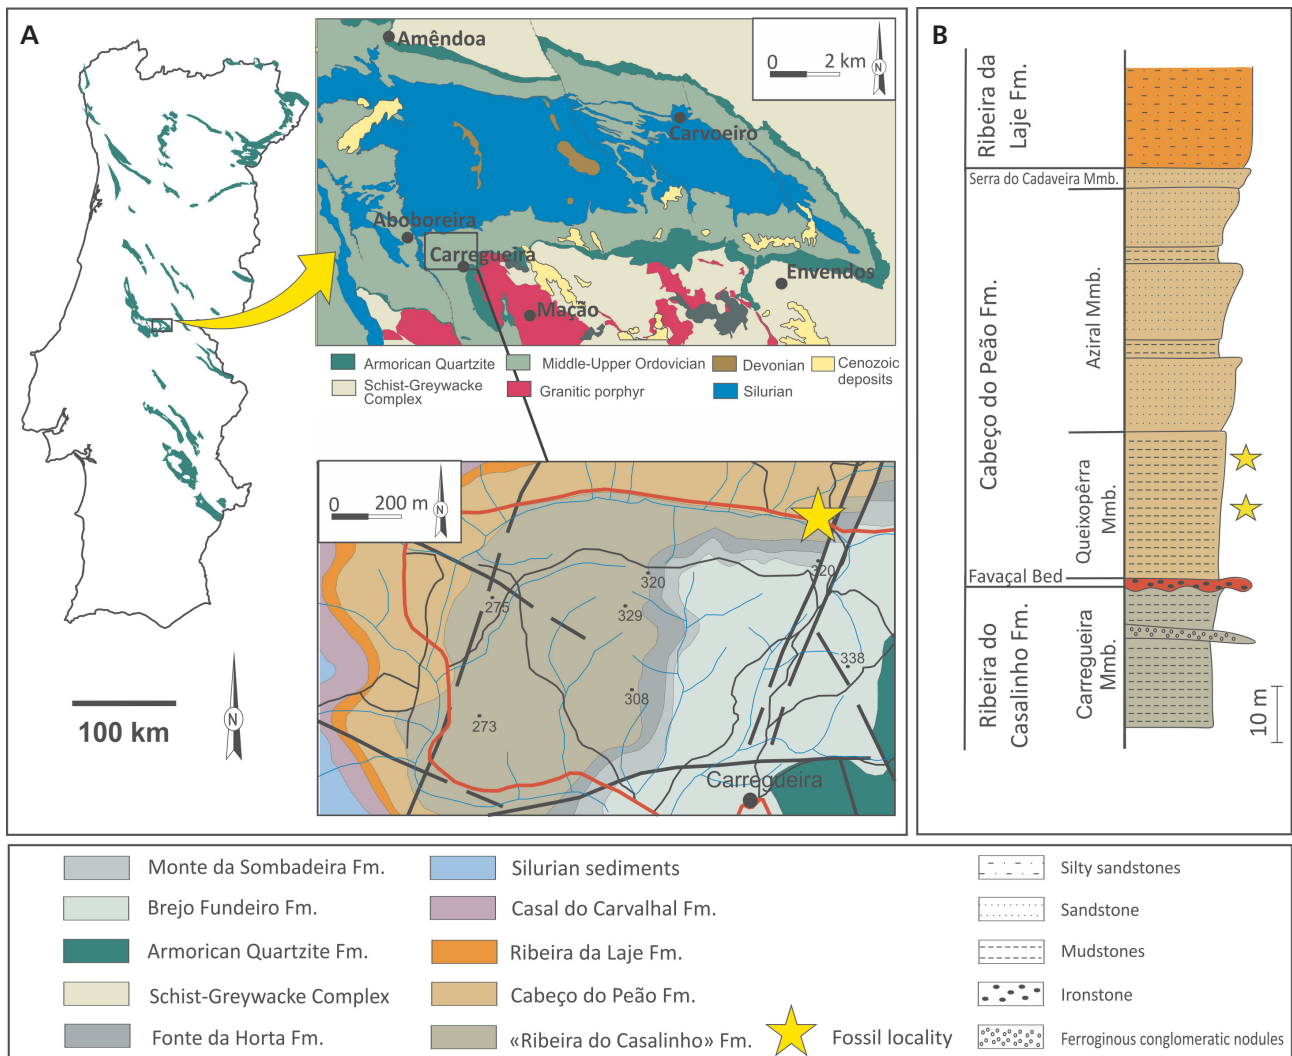 A
Amêndoa
0 2 km
N
Carvoeiro
Aboboreira
Carregueira
Envendos
Mação
Armorican Quartzite
Middle-Upper Ordovician
Devonian
Cenozoic
deposits
Schist-Greywacke
Complex
Granitic porphyr
Silurian
0 200 m
N
320
320
275
329
338
308
273
Carregueira
N
100 km
B
Ribeira da
Laje Fm.
Serra do Cadaveira Mmb.
Cabeço do Peão Fm.
Aziral Mmb.
Queixopêrra
Mmb.
Favaçal Bed
Ribeira do
Casalinho Fm.
Carregueira
Mmb.
10 m
Monte da Sombadeira Fm.
Brejo Fundeiro Fm.
Armorican Quartzite Fm.
Schist-Greywacke Complex
Fonte da Horta Fm.
Silurian sediments
Casal do Carvalhal Fm.
Ribeira da Laje Fm.
Cabeço do Peão Fm.
«Ribeira do Casalinho» Fm.
Fossil locality
Silty sandstones
Sandstone
Mudstones
Ironstone
Ferroginous conglomeratic nodules